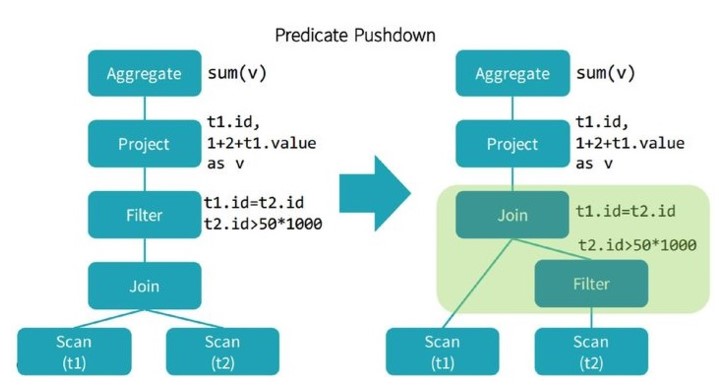 Predicate Pushdown
Aggregate
sum(v)
Project
t1.id,
1+2+t1.value
as v
Filter
t1.id=t2.id
t2.id>50*1000
Join
Scan
(t1)
Scan
(t2)
Aggregate
sum(v)
Project
t1.id,
1+2+t1.value
as v
Join
t1.id=t2.id
t2.id>50*1000
Filter
Scan
(t1)
Scan
(t2)